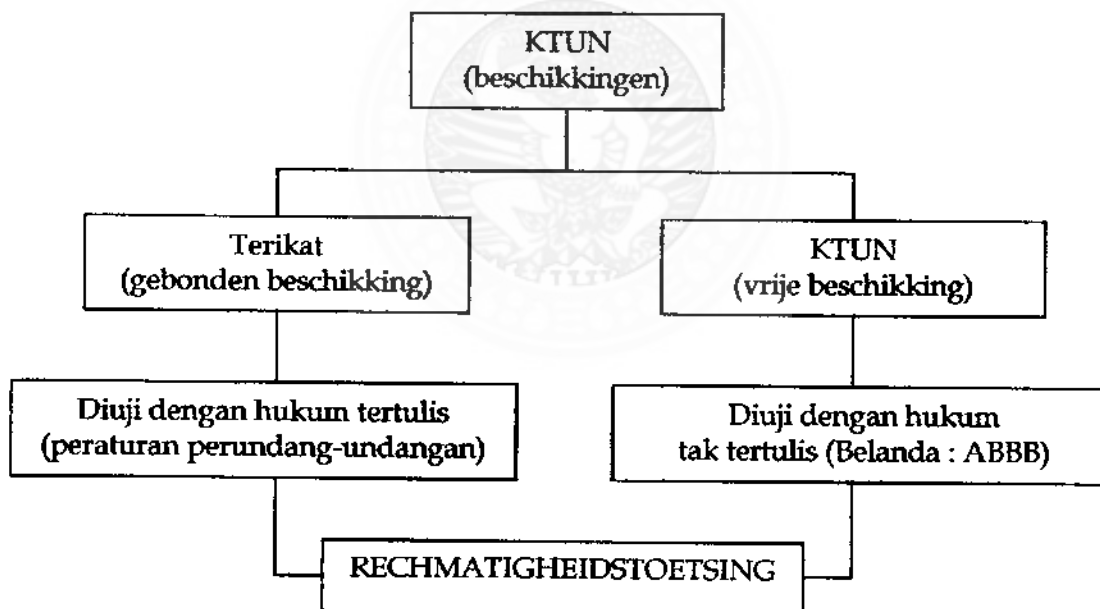 KTUN
(beschikkingen)
Terikat
(gebonden beschikking)
KTUN
(vrije beschikking)
Diuji dengan hukum tertulis
(peraturan perundang-undangan)
Diuji dengan hukum
tak tertulis (Belanda : ABBB)
RECHMATIGHEIDSTOETSING